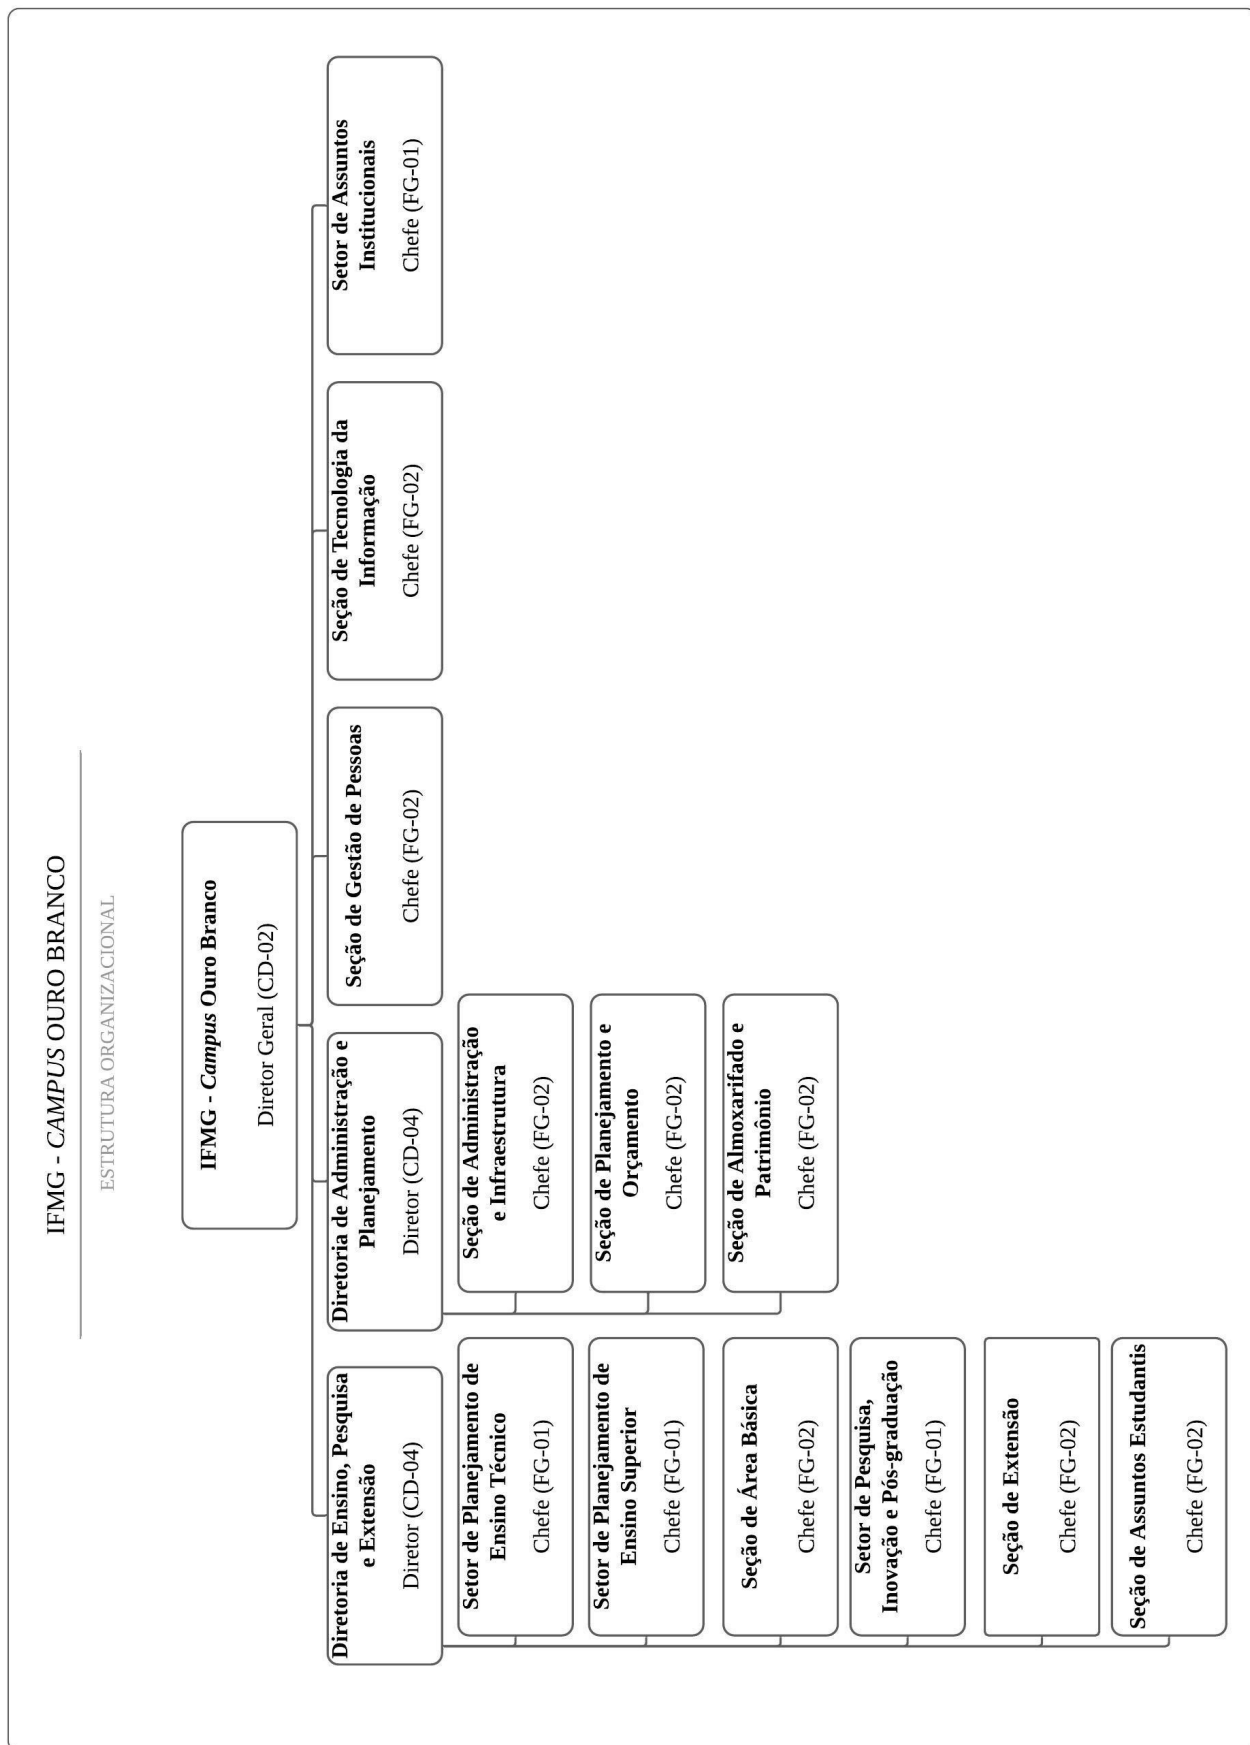 IFMG - CAMPUS OURO BRANCO
ESTRUTURA ORGANIZACIONAL
IFMG - Campus Ouro Branco
Diretor Geral (CD-02)
Diretoria de Ensino, Pesquisa
e Extensão
Diretor (CD-04)
Diretoria de Administração e
Planejamento
Diretor (CD-04)
Seção de Gestão de Pessoas
Chefe (FG-02)
Seção de Tecnologia da
Informação
Chefe (FG-02)
Setor de Assuntos
Institucionais
Chefe (FG-01)
Setor de Planejamento de
Ensino Técnico
Chefe (FG-01)
Setor de Planejamento de
Ensino Superior
Chefe (FG-01)
Seção de Área Básica
Chefe (FG-02)
Setor de Pesquisa,
Inovação e Pós-graduação
Chefe (FG-01)
Seção de Extensão
Chefe (FG-02)
Seção de Assuntos Estudantis
Chefe (FG-02)
Seção de Administração
e Infraestrutura
Chefe (FG-02)
Seção de Planejamento e
Orçamento
Chefe (FG-02)
Seção de Almoxarifado e
Patrimônio
Chefe (FG-02)